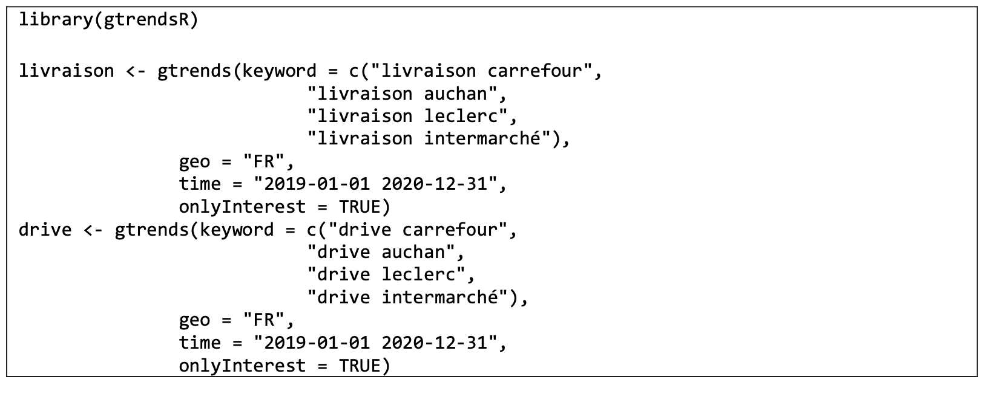 library(gtrendsR)
livraison <- gtrends(keyword = c("livraison carrefour",
"livraison auchan",
"livraison leclerc",
"livraison intermarché"),
geo = "FR",
time = "2019-01-01 2020-12-31",
onlyInterest = TRUE)
drive <- gtrends(keyword = c("drive carrefour",
"drive auchan",
"drive leclerc",
"drive intermarché"),
geo = "FR",
time = "2019-01-01 2020-12-31",
onlyInterest = TRUE)